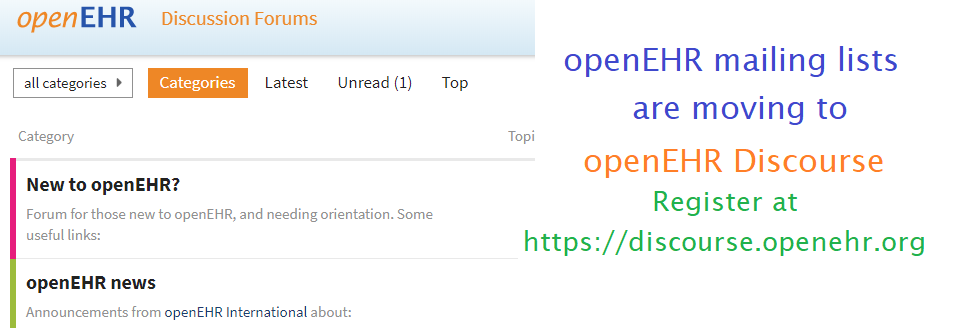 openEHR Discussion Forums
all categories Categories Latest Unread (1) Top
Category Topi
New to openEHR?
Forum for those new to openEHR, and needing orientation. Some
useful links:
openEHR news
Announcements from openEHR International about:
openEHR mailing lists
are moving to
openEHR Discourse
Register at
https://discourse.openehr.org